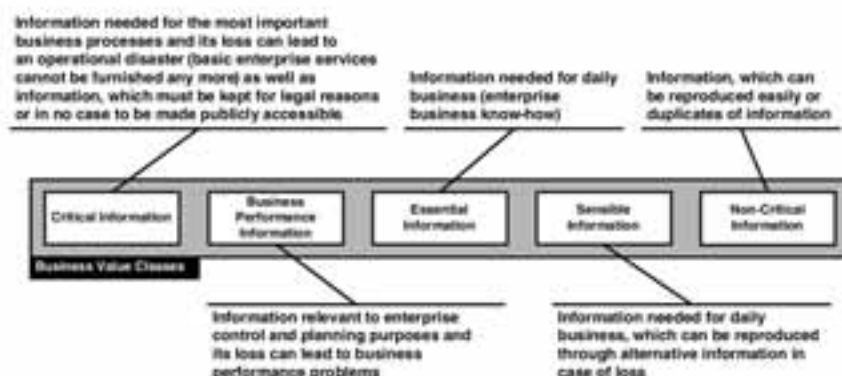 Information needed for the most important
business processes and its loss can lead to
an operational disaster (basic enterprise services
cannot be furnished any more) as well as
information, which must be kept for legal reasons
or in no case to be made publicly accessible
Information needed for daily
business (enterprise
business know-how)
Information, which can
be reproduced easily or
duplicates of information
Critical Information
Business
Performance
Information
Essential
Information
Sensible
Information
Non-Critical
Information
Business Value Classes
Information relevant to enterprise
control and planning purposes and
its loss can lead to business
performance problems
Information needed for daily
business, which can be reproduced
through alternative information in
case of loss